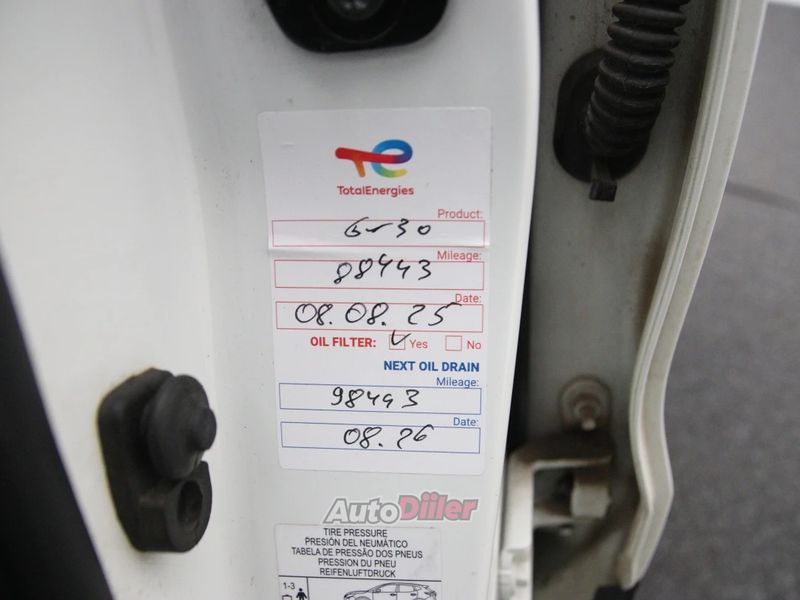 TotalEnergies
Product:
5-30
Mileage:
88443
Date:
08.08.25
OIL FILTER: Yes No
NEXT OIL DRAIN
Mileage:
98443
Date:
08.26
AutoDiiler
TIRE PRESSURE
PRESIÓN DEL NEUMÁTICO
TABELA DE PRESSÃO DOS PNEUS
PRESSION DU PNEU
REIFENLUFTDRUCK
1-3